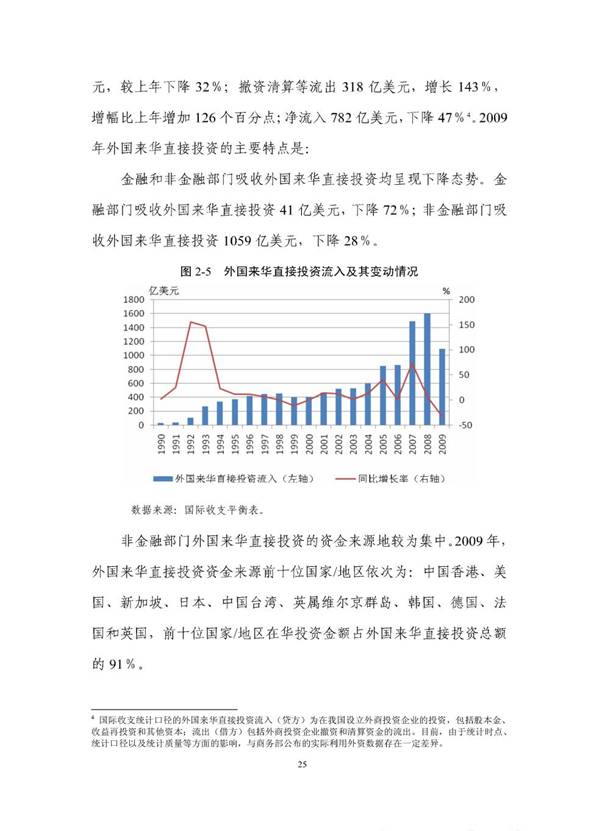 元，较上年下降 32%；撤资清算等流出 318 亿美元，增长 143%，
增幅比上年增加 126 个百分点；净流入 782 亿美元，下降 47%⁴。2009
年外国来华直接投资的主要特点是：
金融和非金融部门吸收外国来华直接投资均呈现下降态势。金
融部门吸收外国来华直接投资 41 亿美元，下降 72%；非金融部门吸
收外国来华直接投资 1059 亿美元，下降 28%。
图 2-5 外国来华直接投资流入及其变动情况
亿美元 %
1800 200
1600
1400 150
1200 100
1000
800 50
600
400 0
200
0 -50
1990 1991 1992 1993 1994 1995 1996 1997 1998 1999 2000 2001 2002 2003 2004 2005 2006 2007 2008 2009
外国来华直接投资流入（左轴） 同比增长率（右轴）
数据来源：国际收支平衡表。
非金融部门外国来华直接投资的资金来源地较为集中。2009 年，
外国来华直接投资资金来源前十位国家/地区依次为：中国香港、美
国、新加坡、日本、中国台湾、英属维尔京群岛、韩国、德国、法
国和英国，前十位国家/地区在华投资金额占外国来华直接投资总额
的 91%。
⁴ 国际收支统计口径的外国来华直接投资流入（贷方）为在我国设立外商投资企业的投资，包括股本金、
收益再投资和其他资本；流出（借方）包括外商投资企业撤资和清算资金的流出。目前，由于统计时点、
统计口径以及统计质量等方面的影响，与商务部公布的实际利用外资数据存在一定差异。
25